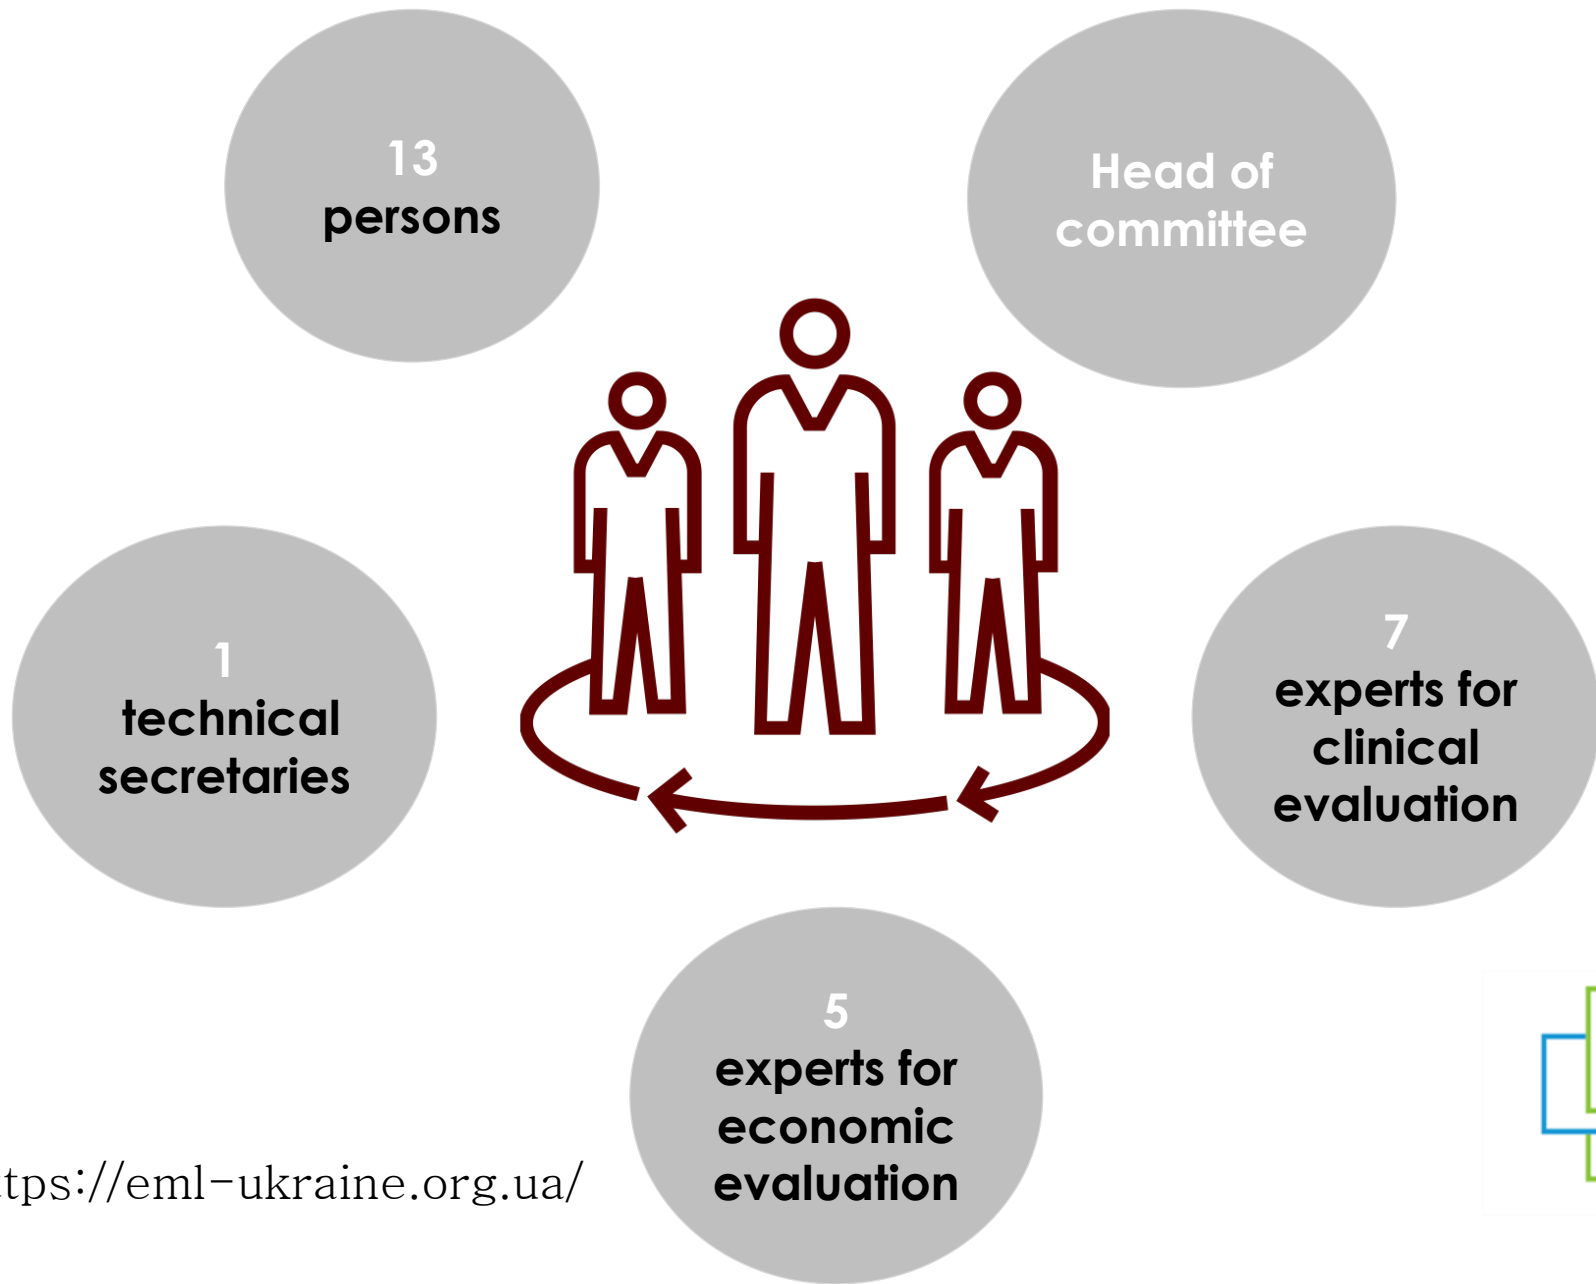 13
persons
Head of
committee
1
technical
secretaries
7
experts for
clinical
evaluation
5
experts for
economic
evaluation
tps://eml-ukraine.org.ua/